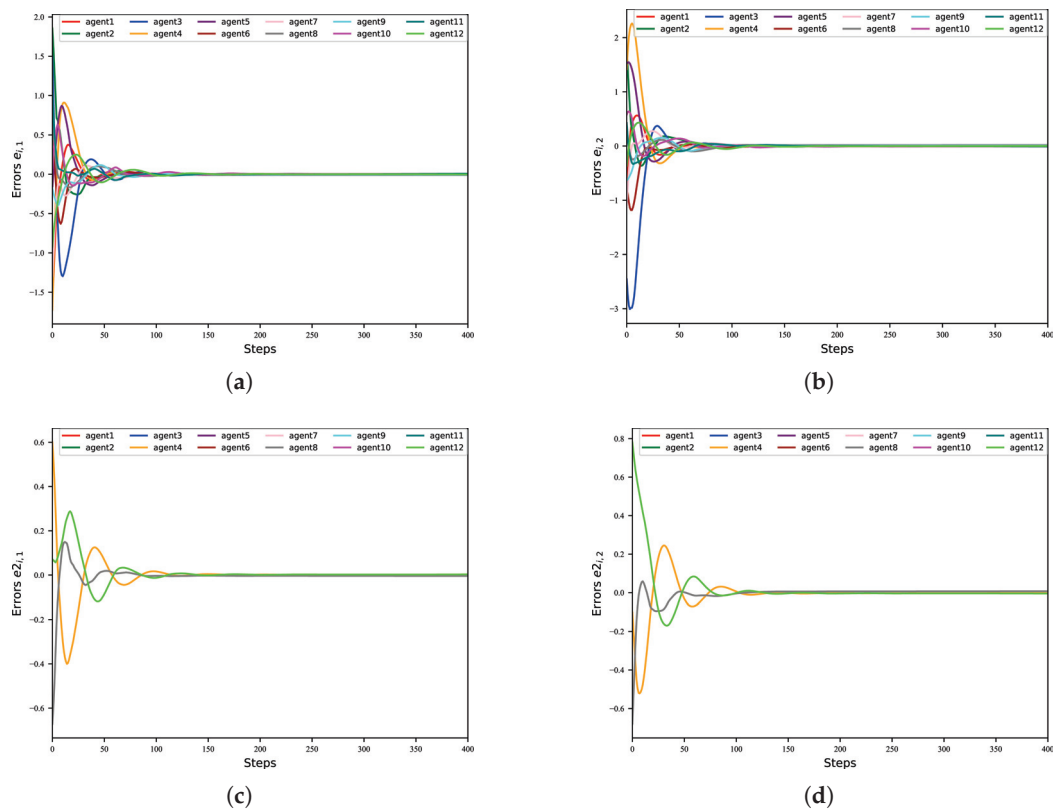 agent1 agent3 agent5 agent7 agent9 agent11
agent2 agent4 agent6 agent8 agent10 agent12
2.0
1.5
1.0
0.5
0.0
−0.5
−1.0
−1.5
Errors e_{i,1}
0 50 100 150 200 250 300 350 400
Steps
(a)
agent1 agent3 agent5 agent7 agent9 agent11
agent2 agent4 agent6 agent8 agent10 agent12
2
1
0
−1
−2
−3
Errors e_{i,2}
0 50 100 150 200 250 300 350 400
Steps
(b)
agent1 agent3 agent5 agent7 agent9 agent11
agent2 agent4 agent6 agent8 agent10 agent12
0.6
0.4
0.2
0.0
−0.2
−0.4
−0.6
Errors e2_{i,1}
0 50 100 150 200 250 300 350 400
Steps
(c)
agent1 agent3 agent5 agent7 agent9 agent11
agent2 agent4 agent6 agent8 agent10 agent12
0.8
0.6
0.4
0.2
0.0
−0.2
−0.4
−0.6
Errors e2_{i,2}
0 50 100 150 200 250 300 350 400
Steps
(d)